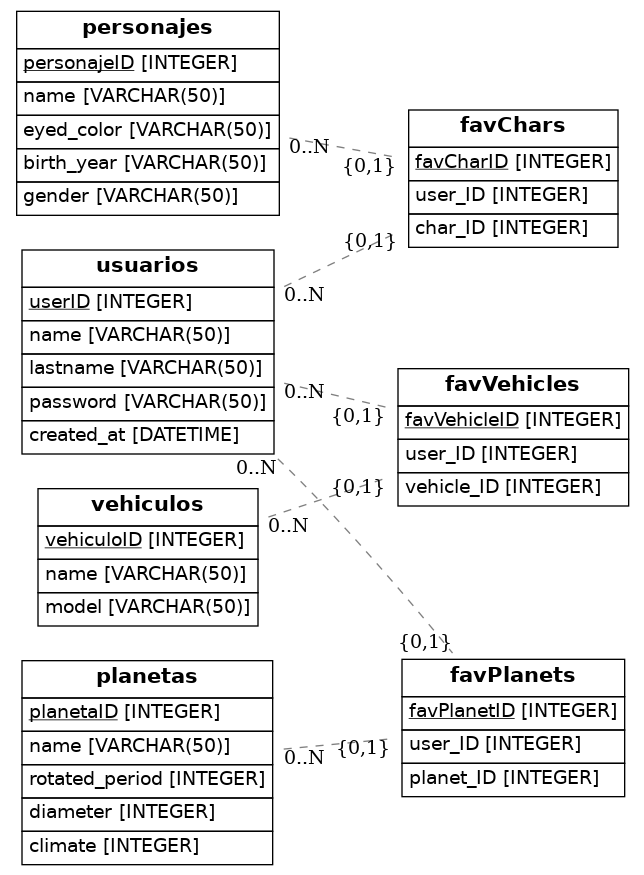 personajes
personajeID [INTEGER]
name [VARCHAR(50)]
eyed_color [VARCHAR(50)]
birth_year [VARCHAR(50)]
gender [VARCHAR(50)]
0..N
{0,1}
favChars
favCharID [INTEGER]
user_ID [INTEGER]
char_ID [INTEGER]
{0,1}
0..N
usuarios
userID [INTEGER]
name [VARCHAR(50)]
lastname [VARCHAR(50)]
password [VARCHAR(50)]
created_at [DATETIME]
0..N
{0,1}
0..N
favVehicles
favVehicleID [INTEGER]
user_ID [INTEGER]
vehicle_ID [INTEGER]
{0,1}
0..N
vehiculos
vehiculoID [INTEGER]
name [VARCHAR(50)]
model [VARCHAR(50)]
{0,1}
planetas
planetaID [INTEGER]
name [VARCHAR(50)]
rotated_period [INTEGER]
diameter [INTEGER]
climate [INTEGER]
0..N
{0,1}
favPlanets
favPlanetID [INTEGER]
user_ID [INTEGER]
planet_ID [INTEGER]